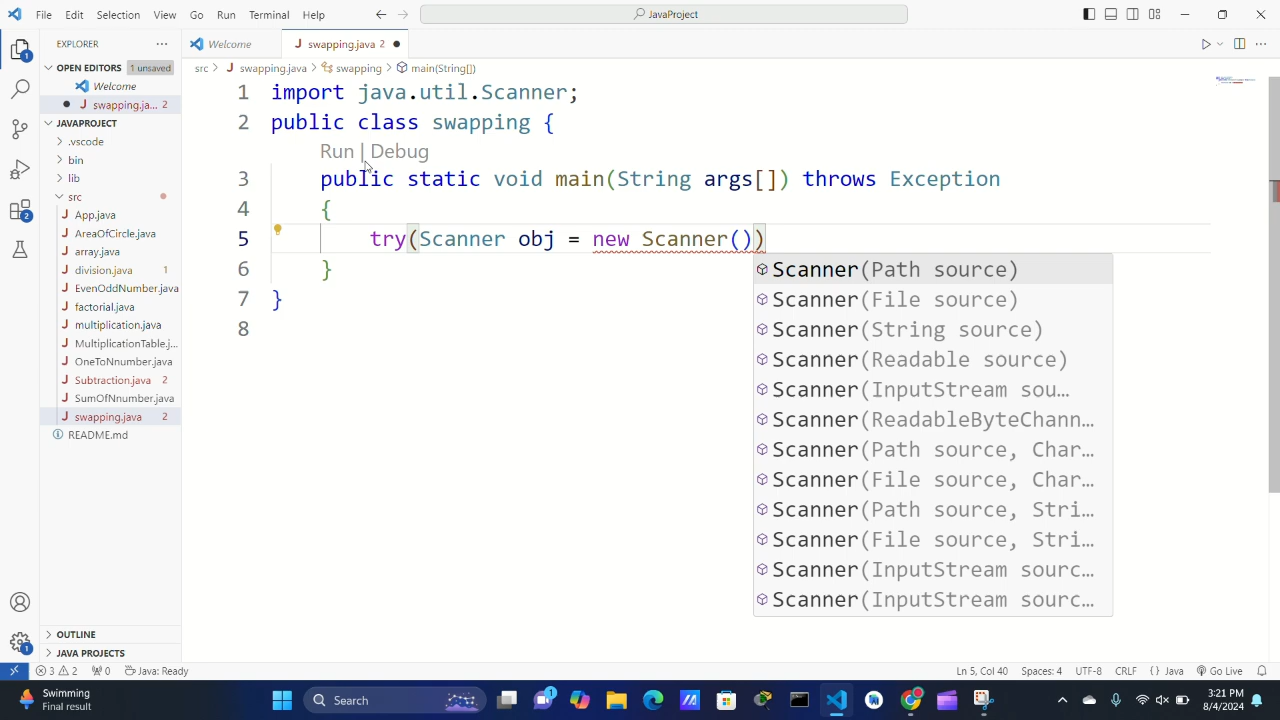 File Edit Selection View Go Run Terminal Help
JavaProject
EXPLORER
OPEN EDITORS 1 unsaved
Welcome
swapping.ja... 2
JAVAPROJECT
.vscode
bin
lib
src
App.java
AreaOfCircle.java
array.java
division.java 1
EvenOddNumber.java
factorial.java
multiplication.java
MultiplicationTable.j...
OneToNnumber.java
Subtraction.java 2
SumOfNnumber.java
swapping.java 2
README.md
OUTLINE
JAVA PROJECTS
1
2
1
Welcome
swapping.java 2
src > swapping.java > swapping > main(String[])
1 import java.util.Scanner;
2 public class swapping {
Run | Debug
3 public static void main(String args[]) throws Exception
4 {
5 try(Scanner obj = new Scanner())
6 }
7 }
8
Scanner(Path source)
Scanner(File source)
Scanner(String source)
Scanner(Readable source)
Scanner(InputStream sou...
Scanner(ReadableByteChann...
Scanner(Path source, Char...
Scanner(File source, Char...
Scanner(Path source, Stri...
Scanner(File source, Stri...
Scanner(InputStream sourc...
Scanner(InputStream sourc...
3 2 0 Java: Ready
Ln 5, Col 40 Spaces: 4 UTF-8 CRLF {} Java Go Live
Swimming
Final result
Search
1
3:21 PM
8/4/2024